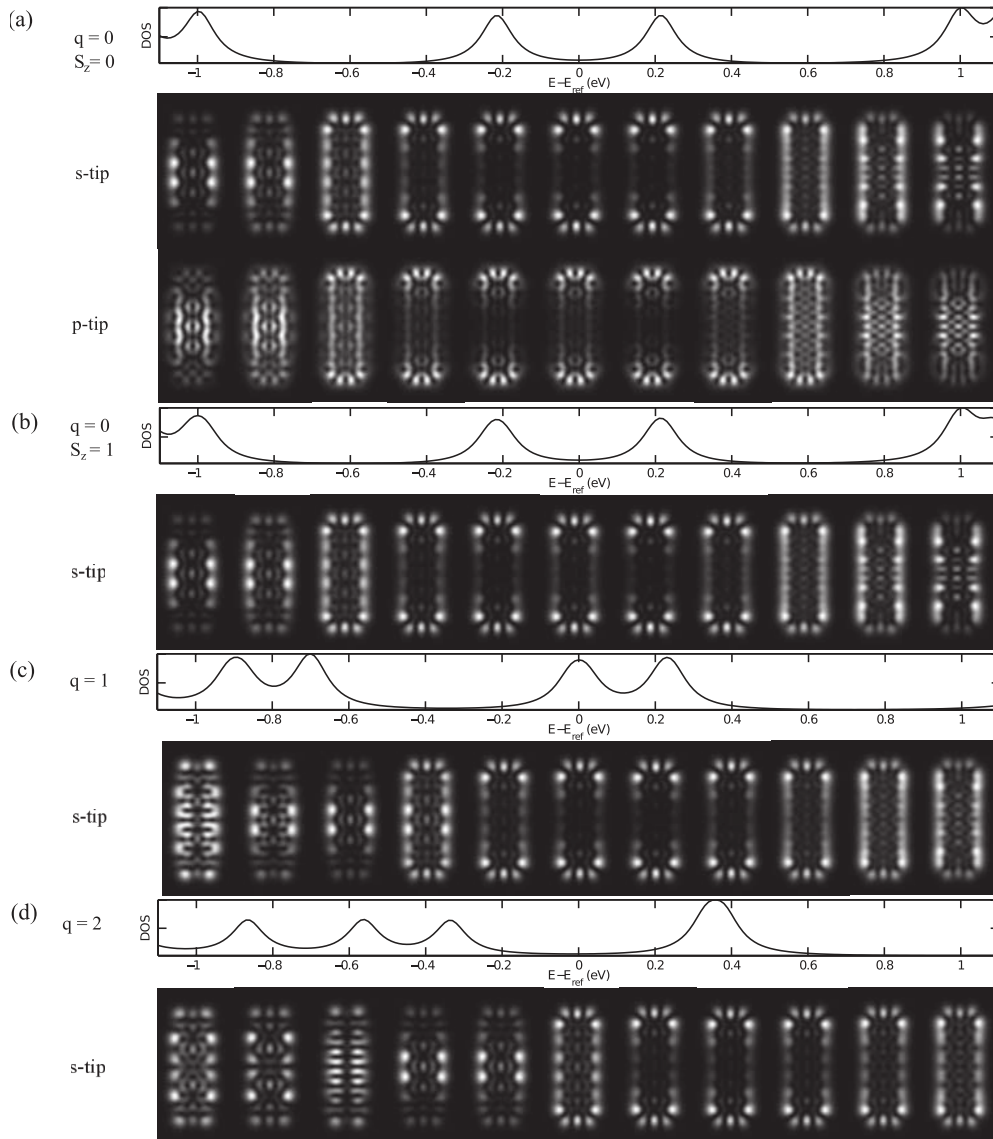 (a)
q = 0
S_z = 0
DOS
−1 −0.8 −0.6 −0.4 −0.2 0 0.2 0.4 0.6 0.8 1
E−E_ref (eV)
s-tip
p-tip
(b)
q = 0
S_z = 1
DOS
−1 −0.8 −0.6 −0.4 −0.2 0 0.2 0.4 0.6 0.8 1
E−E_ref (eV)
s-tip
(c)
q = 1
DOS
−1 −0.8 −0.6 −0.4 −0.2 0 0.2 0.4 0.6 0.8 1
E−E_ref (eV)
s-tip
(d)
q = 2
DOS
−1 −0.8 −0.6 −0.4 −0.2 0 0.2 0.4 0.6 0.8 1
E−E_ref (eV)
s-tip